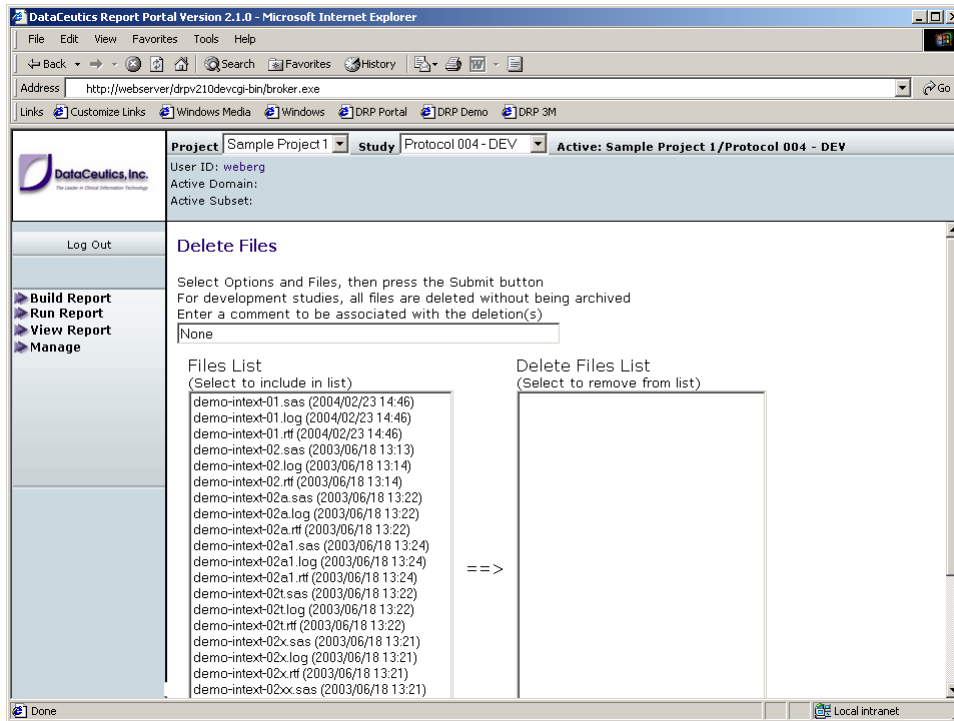 DataCeutics Report Portal Version 2.1.0 - Microsoft Internet Explorer
File Edit View Favorites Tools Help
Back Search Favorites History
Address http://webserver/drpv210devcgi-bin/broker.exe Go
Links Customize Links Windows Media Windows DRP Portal DRP Demo DRP 3M
DataCeutics, Inc.
The Leader in Clinical Information Technology
Project Sample Project 1 Study Protocol 004 - DEV Active: Sample Project 1/Protocol 004 - DEV
User ID: weberg
Active Domain:
Active Subset:
Log Out
Build Report
Run Report
View Report
Manage
Delete Files
Select Options and Files, then press the Submit button
For development studies, all files are deleted without being archived
Enter a comment to be associated with the deletion(s)
None
Files List
(Select to include in list)
demo-intext-01.sas (2004/02/23 14:46)
demo-intext-01.log (2004/02/23 14:46)
demo-intext-01.rtf (2004/02/23 14:46)
demo-intext-02.sas (2003/06/18 13:13)
demo-intext-02.log (2003/06/18 13:14)
demo-intext-02.rtf (2003/06/18 13:14)
demo-intext-02a.sas (2003/06/18 13:22)
demo-intext-02a.log (2003/06/18 13:22)
demo-intext-02a.rtf (2003/06/18 13:22)
demo-intext-02a1.sas (2003/06/18 13:24)
demo-intext-02a1.log (2003/06/18 13:24)
demo-intext-02a1.rtf (2003/06/18 13:24)
demo-intext-02t.sas (2003/06/18 13:22)
demo-intext-02t.log (2003/06/18 13:22)
demo-intext-02t.rtf (2003/06/18 13:22)
demo-intext-02x.sas (2003/06/18 13:21)
demo-intext-02x.log (2003/06/18 13:21)
demo-intext-02x.rtf (2003/06/18 13:21)
demo-intext-02xx.sas (2003/06/18 13:21)
==>
Delete Files List
(Select to remove from list)
Done
Local intranet